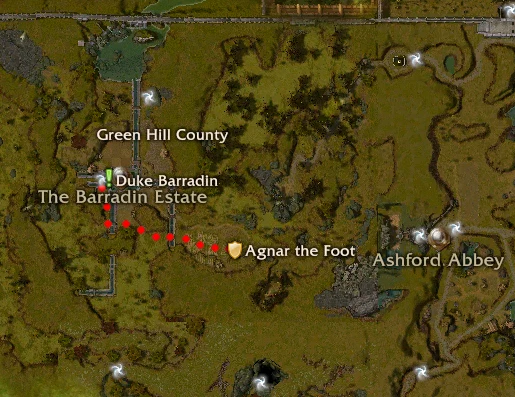 Green Hill County
Duke Barradin
The Barradin Estate
Agnar the Foot
Ashford Abbey